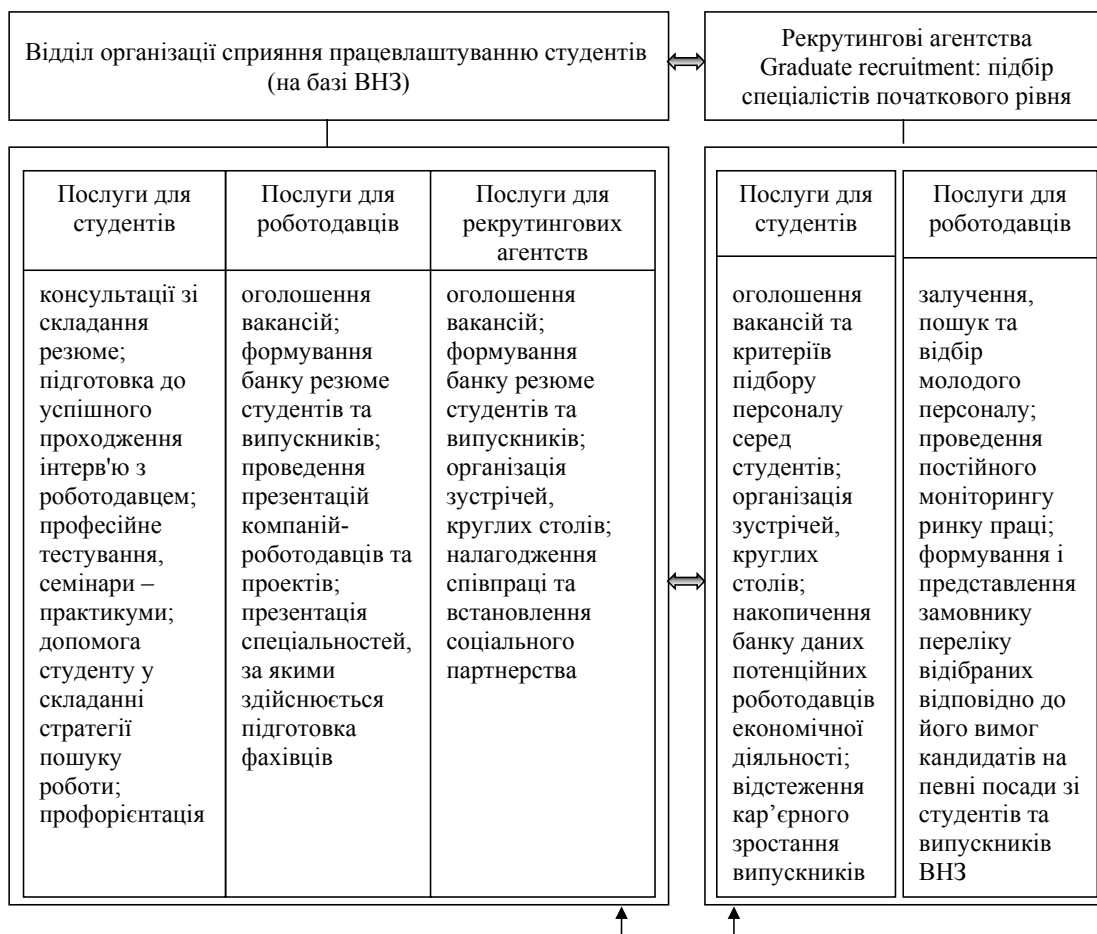 Відділ організації сприяння працевлаштуванню студентів
(на базі ВНЗ)
Рекрутингові агентства
Graduate recruitment: підбір
спеціалістів початкового рівня
Послуги для
студентів
консультації зі
складання
резюме;
підготовка до
успішного
проходження
інтерв'ю з
роботодавцем;
професійне
тестування,
семінари –
практикуми;
допомога
студенту у
складанні
стратегії
пошуку
роботи;
профорієнтація
Послуги для
роботодавців
оголошення
вакансій;
формування
банку резюме
студентів та
випускників;
проведення
презентацій
компаній-
роботодавців та
проектів;
презентація
спеціальностей,
за якими
здійснюється
підготовка
фахівців
Послуги для
рекрутингових
агентств
оголошення
вакансій;
формування
банку резюме
студентів та
випускників;
організація
зустрічей,
круглих столів;
налагодження
співпраці та
встановлення
соціального
партнерства
Послуги для
студентів
оголошення
вакансій та
критеріїв
підбору
персоналу
серед
студентів;
організація
зустрічей,
круглих
столів;
накопичення
банку даних
потенційних
роботодавців
економічної
діяльності;
відстеження
кар’єрного
зростання
випускників
Послуги для
роботодавців
залучення,
пошук та
відбір
молодого
персоналу;
проведення
постійного
моніторингу
ринку праці;
формування і
представлення
замовнику
переліку
відібраних
відповідно до
його вимог
кандидатів на
певні посади зі
студентів та
випускників
ВНЗ